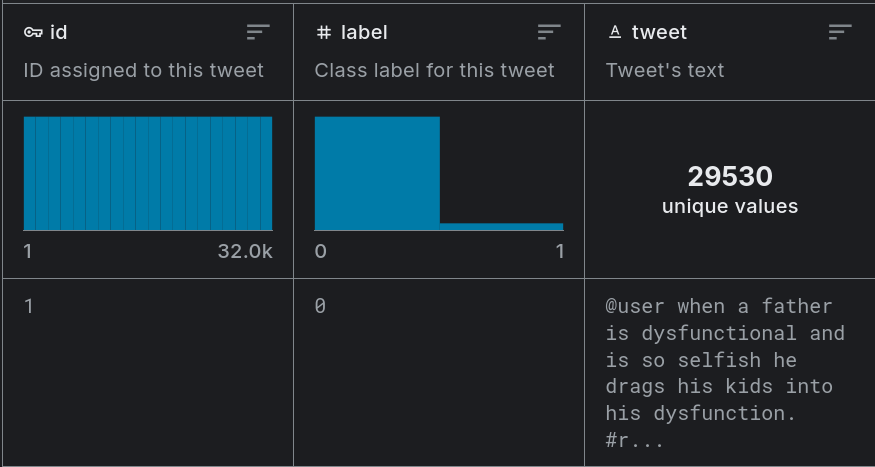 id
ID assigned to this tweet
label
Class label for this tweet
tweet
Tweet's text
1
32.0k
0
1
29530
unique values
1
0
@user when a father
is dysfunctional and
is so selfish he
drags his kids into
his dysfunction.
#r...